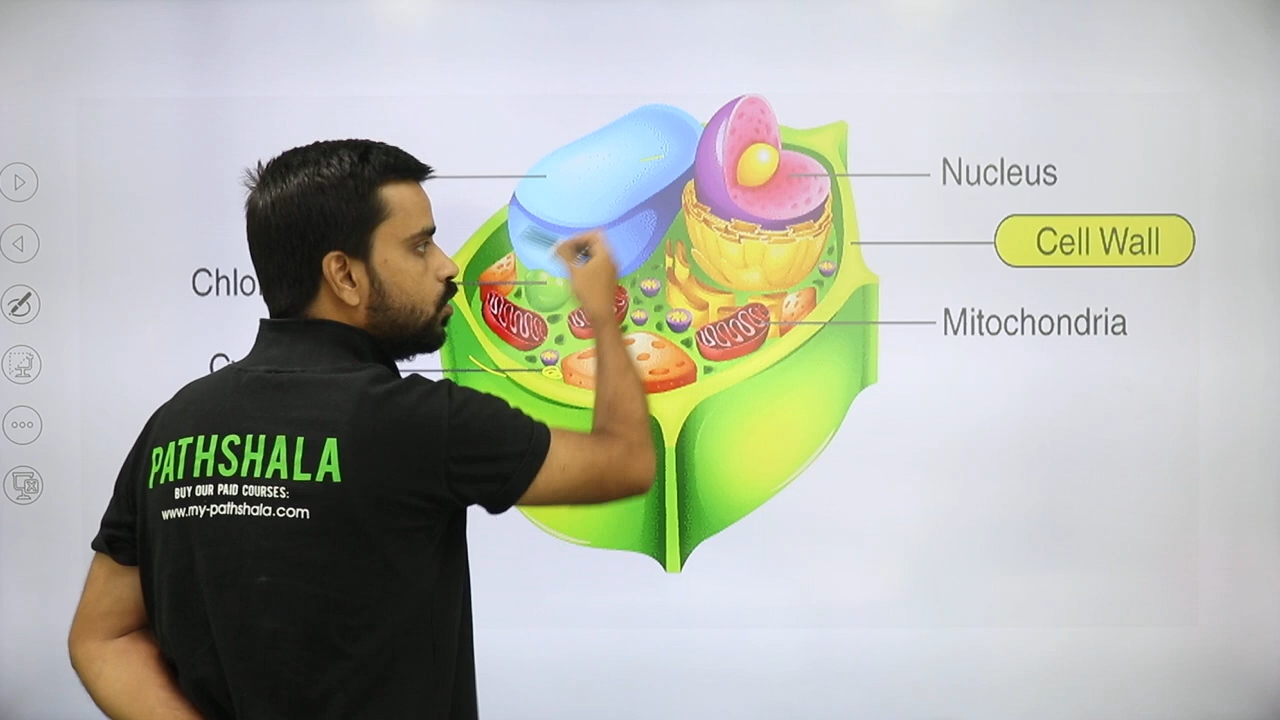 Nucleus
Cell Wall
Mitochondria
PATHSHALA
BUY OUR PAID COURSES:
www.my-pathshala.com